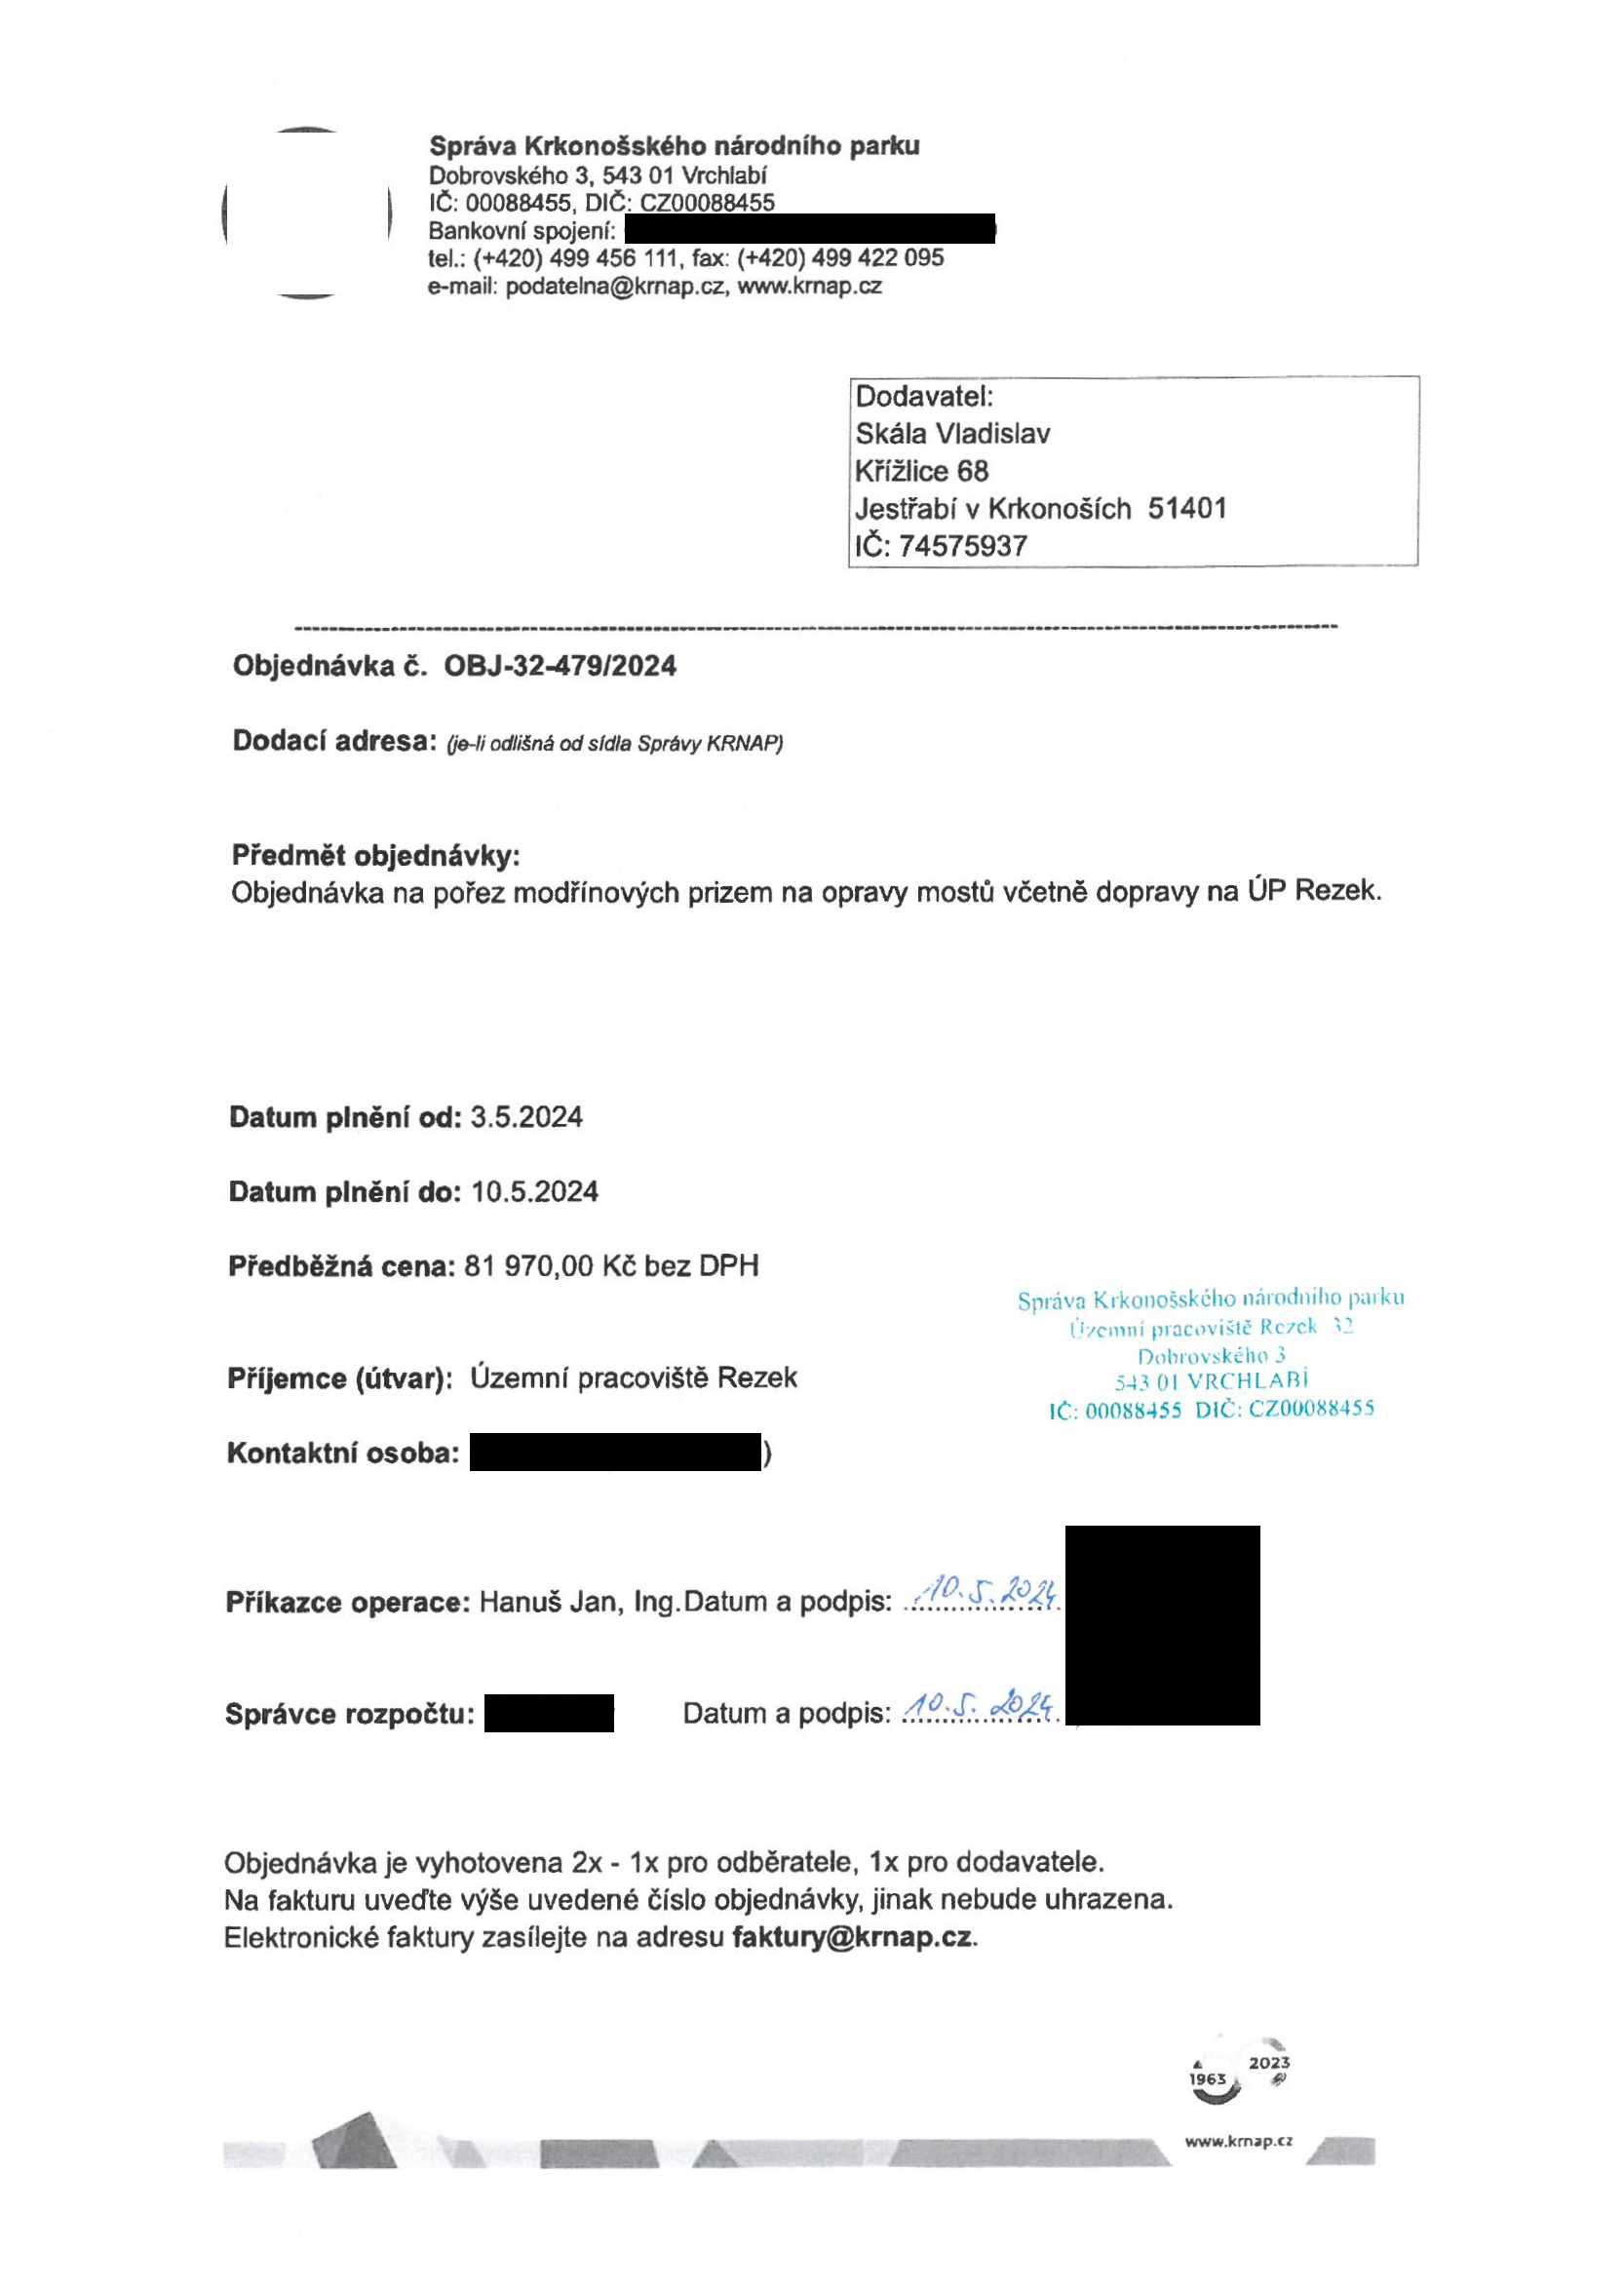 Správa Krkonošského národního parku
Dobrovského 3, 543 01 Vrchlabí
IČ: 00088455, DIČ: CZ00088455
Bankovní spojení:
tel.: (+420) 499 456 111, fax: (+420) 499 422 095
e-mail: podatelna@krnap.cz, www.krnap.cz
Dodavatel:
Skála Vladislav
Křížlice 68
Jestřabí v Krkonoších 51401
IČ: 74575937
Objednávka č. OBJ-32-479/2024
Dodací adresa: (je-li odlišná od sídla Správy KRNAP)
Předmět objednávky:
Objednávka na pořez modřínových prizem na opravy mostů včetně dopravy na ÚP Rezek.
Datum plnění od: 3.5.2024
Datum plnění do: 10.5.2024
Předběžná cena: 81 970,00 Kč bez DPH
Správa Krkonošského národního parku
Územní pracoviště Rezek 32
Dobrovského 3
543 01 VRCHLABÍ
IČ: 00088455 DIČ: CZ00088455
Příjemce (útvar): Územní pracoviště Rezek
Kontaktní osoba: )
Příkazce operace: Hanuš Jan, Ing. Datum a podpis: 10.5.2024
Správce rozpočtu: Datum a podpis: 10.5.2024
Objednávka je vyhotovena 2x - 1x pro odběratele, 1x pro dodavatele.
Na fakturu uveďte výše uvedené číslo objednávky, jinak nebude uhrazena.
Elektronické faktury zasílejte na adresu faktury@krnap.cz.
2023
1963
www.krnap.cz